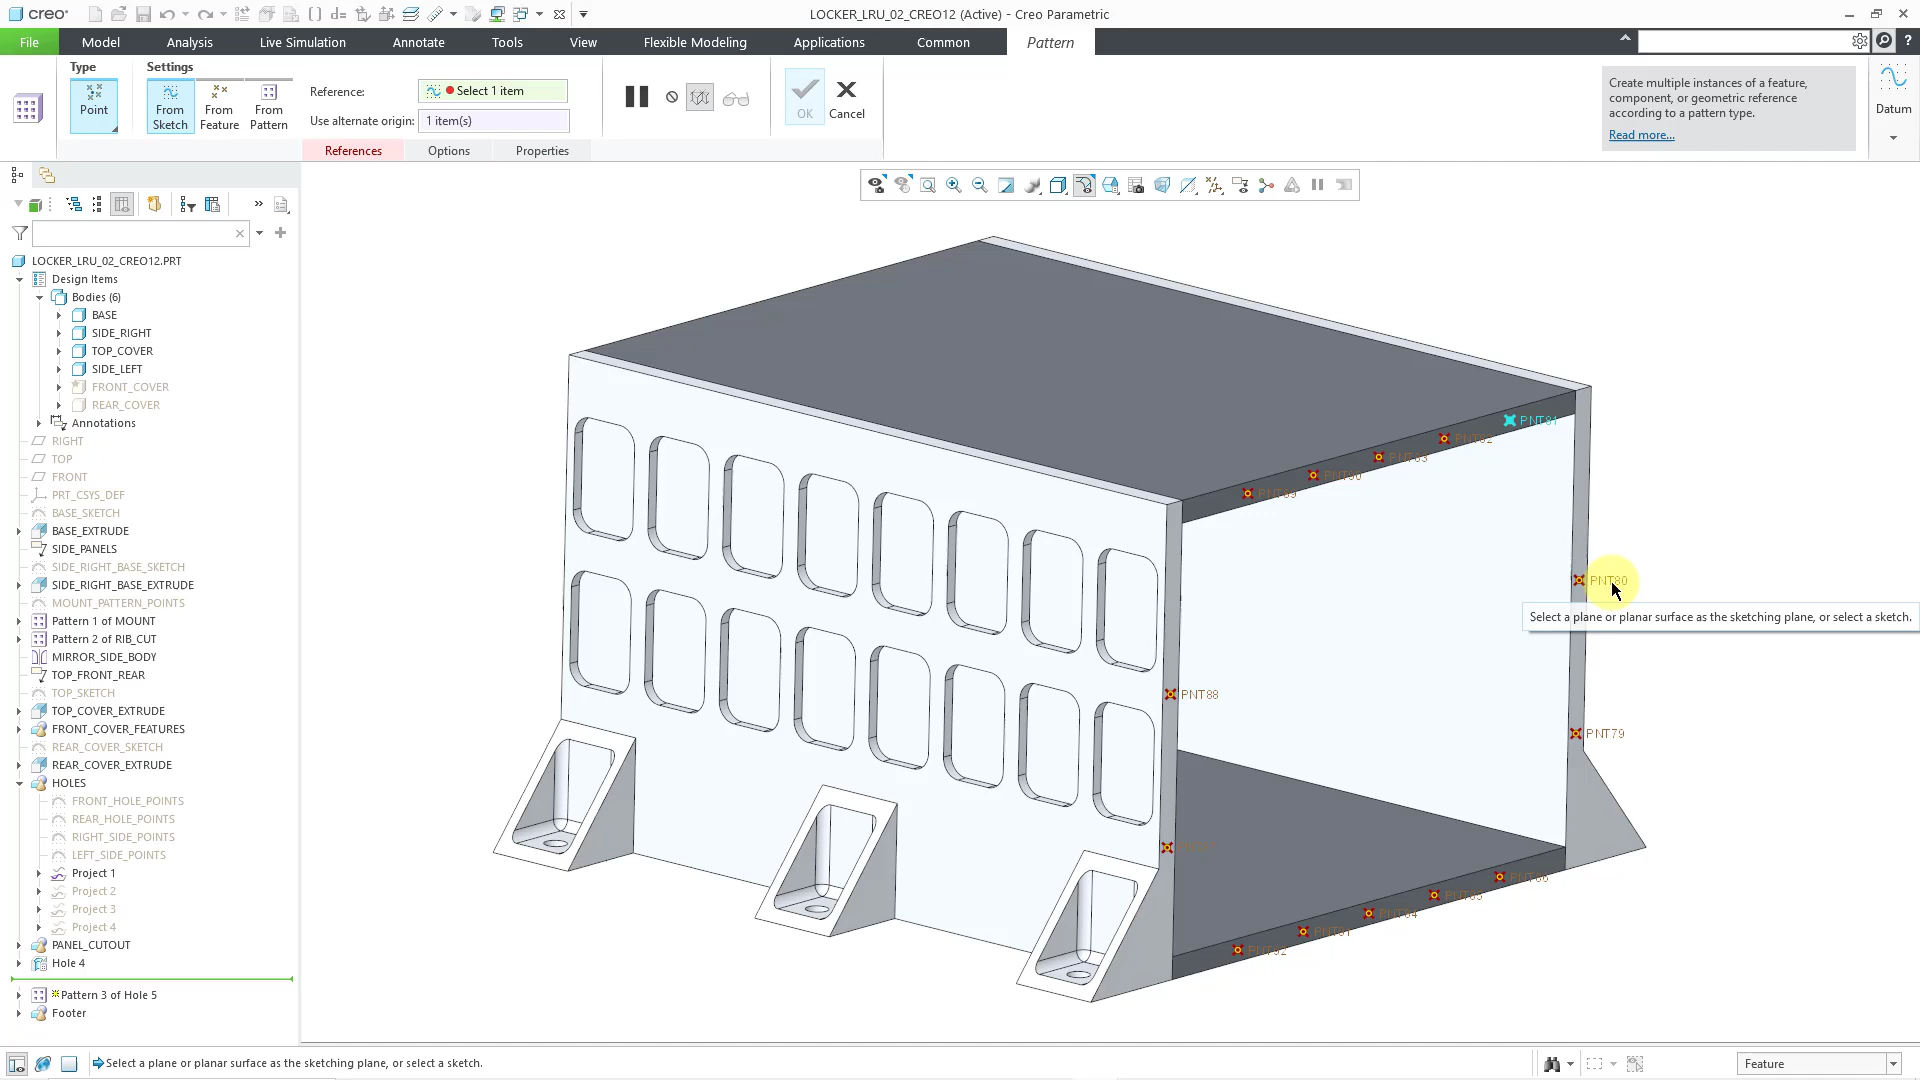 creo
LOCKER_LRU_02_CREO12 (Active) - Creo Parametric
File
Model
Analysis
Live Simulation
Annotate
Tools
View
Flexible Modeling
Applications
Common
Pattern
Type
Settings
Point
From Sketch
From Feature
From Pattern
Reference:
Select 1 item
Use alternate origin:
1 item(s)
OK
Cancel
References
Options
Properties
Create multiple instances of a feature,
component, or geometric reference
according to a pattern type.
Read more...
Datum
LOCKER_LRU_02_CREO12.PRT
Design Items
Bodies (6)
BASE
SIDE_RIGHT
TOP_COVER
SIDE_LEFT
FRONT_COVER
REAR_COVER
Annotations
RIGHT
TOP
FRONT
PRT_CSYS_DEF
BASE_SKETCH
BASE_EXTRUDE
SIDE_PANELS
SIDE_RIGHT_BASE_SKETCH
SIDE_RIGHT_BASE_EXTRUDE
MOUNT_PATTERN_POINTS
Pattern 1 of MOUNT
Pattern 2 of RIB_CUT
MIRROR_SIDE_BODY
TOP_FRONT_REAR
TOP_SKETCH
TOP_COVER_EXTRUDE
FRONT_COVER_FEATURES
REAR_COVER_SKETCH
REAR_COVER_EXTRUDE
HOLES
FRONT_HOLE_POINTS
REAR_HOLE_POINTS
RIGHT_SIDE_POINTS
LEFT_SIDE_POINTS
Project 1
Project 2
Project 3
Project 4
PANEL_CUTOUT
Hole 4
Pattern 3 of Hole 5
Footer
PNT80
PNT88
PNT79
Select a plane or planar surface as the sketching plane, or select a sketch.
Select a plane or planar surface as the sketching plane, or select a sketch.
Feature